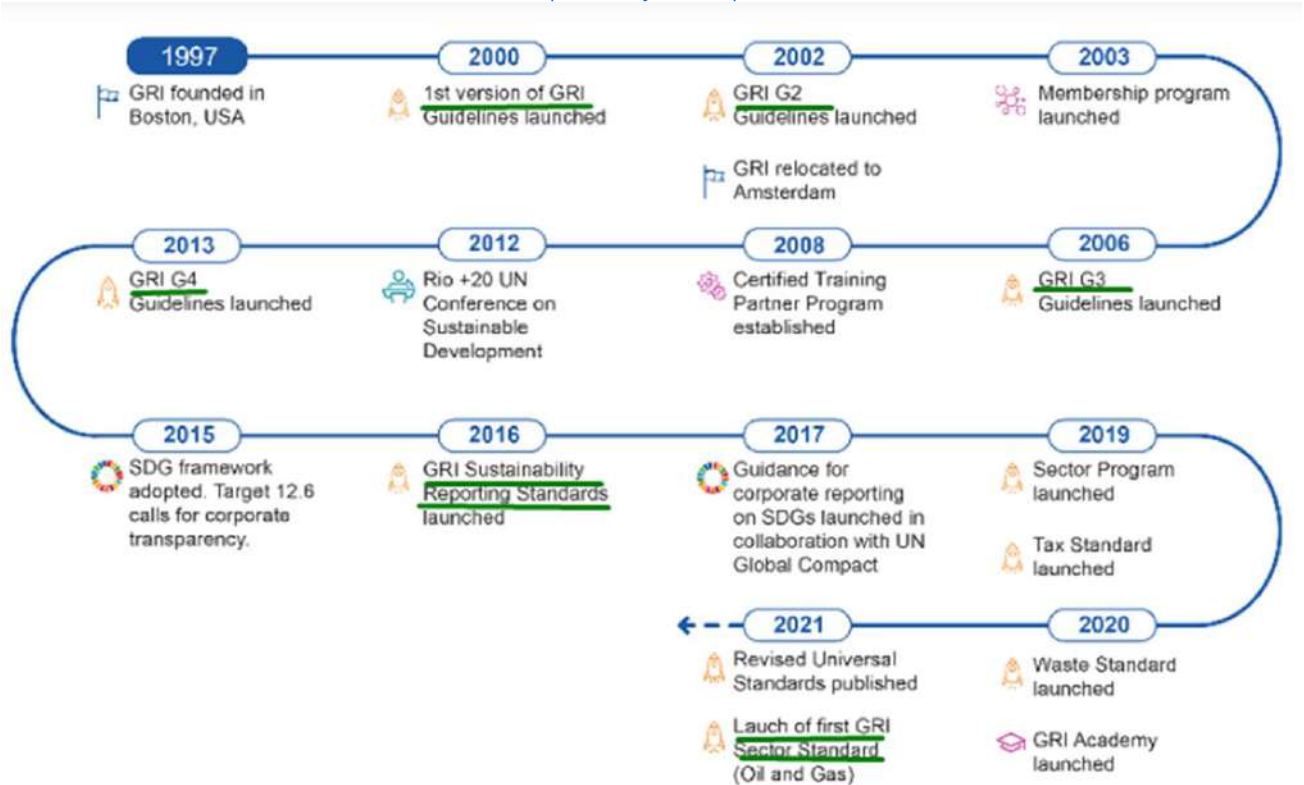 1997
GRI founded in
Boston, USA
2000
1st version of GRI
Guidelines launched
2002
GRI G2
Guidelines launched
GRI relocated to
Amsterdam
2003
Membership program
launched
2006
GRI G3
Guidelines launched
2008
Certified Training
Partner Program
established
2012
Rio +20 UN
Conference on
Sustainable
Development
2013
GRI G4
Guidelines launched
2015
SDG framework
adopted. Target 12.6
calls for corporate
transparency.
2016
GRI Sustainability
Reporting Standards
launched
2017
Guidance for
corporate reporting
on SDGs launched in
collaboration with UN
Global Compact
2019
Sector Program
launched
Tax Standard
launched
2020
Waste Standard
launched
GRI Academy
launched
2021
Revised Universal
Standards published
Lauch of first GRI
Sector Standard
(Oil and Gas)